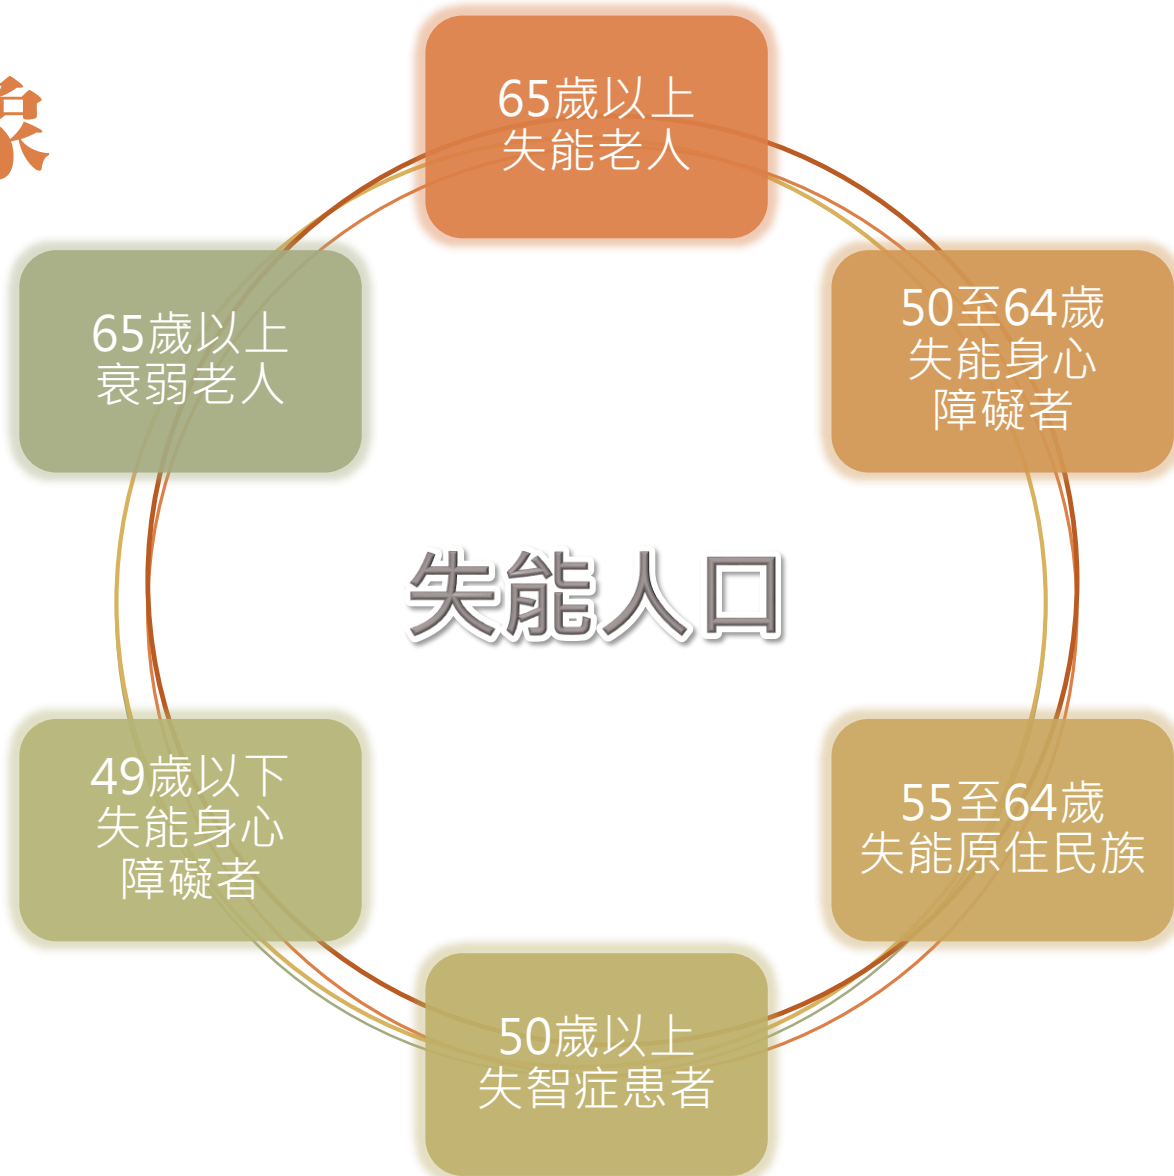 象
65歲以上
失能老人
50至64歲
失能身心
障礙者
55至64歲
失能原住民族
50歲以上
失智症患者
49歲以下
失能身心
障礙者
65歲以上
衰弱老人
失能人口